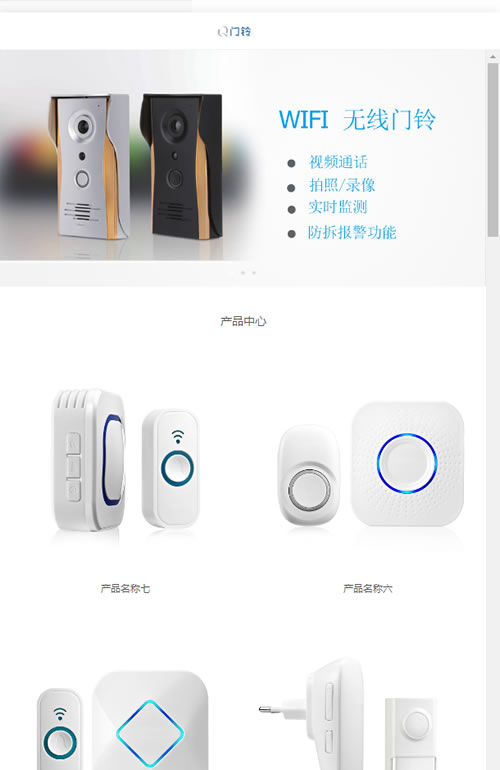 门铃
WIFI 无线门铃
视频通话
拍照/录像
实时监测
防拆报警功能
产品中心
产品名称七
产品名称六